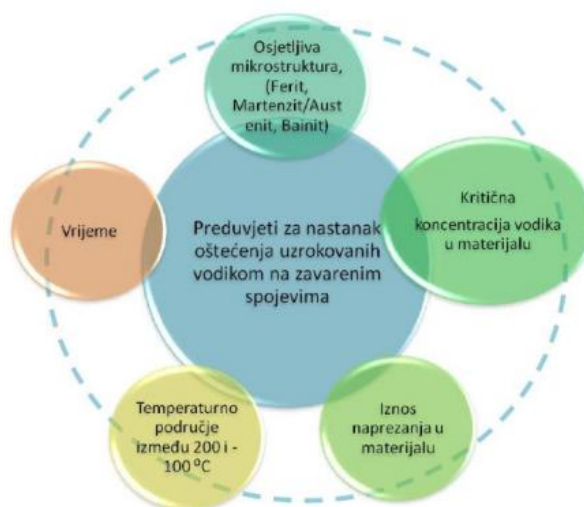 Osjetljiva
mikrostruktura,
(Ferit,
Martenzit/Aust
enit, Bainit)
Kritična
koncentracija vodika
u materijalu
Vrijeme
Preduvjeti za nastanak
oštećenja uzrokovanih
vodikom na zavarenim
spojevima
Temperaturno
područje
između 200 i -
100 ⁰C
Iznos
naprezanja u
materijalu